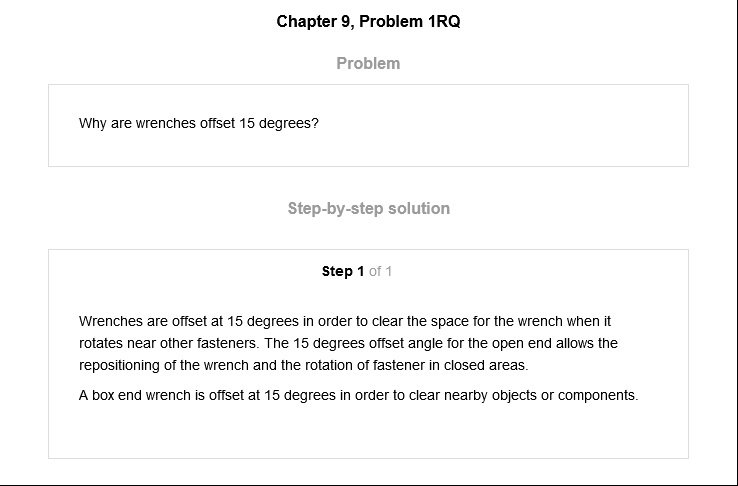 Chapter 9, Problem 1RQ
Problem
Why are wrenches offset 15 degrees?
Step-by-step solution
Step 1 of 1
Wrenches are offset at 15 degrees in order to clear the space for the wrench when it
rotates near other fasteners. The 15 degrees offset angle for the open end allows the
repositioning of the wrench and the rotation of fastener in closed areas.
A box end wrench is offset at 15 degrees in order to clear nearby objects or components.